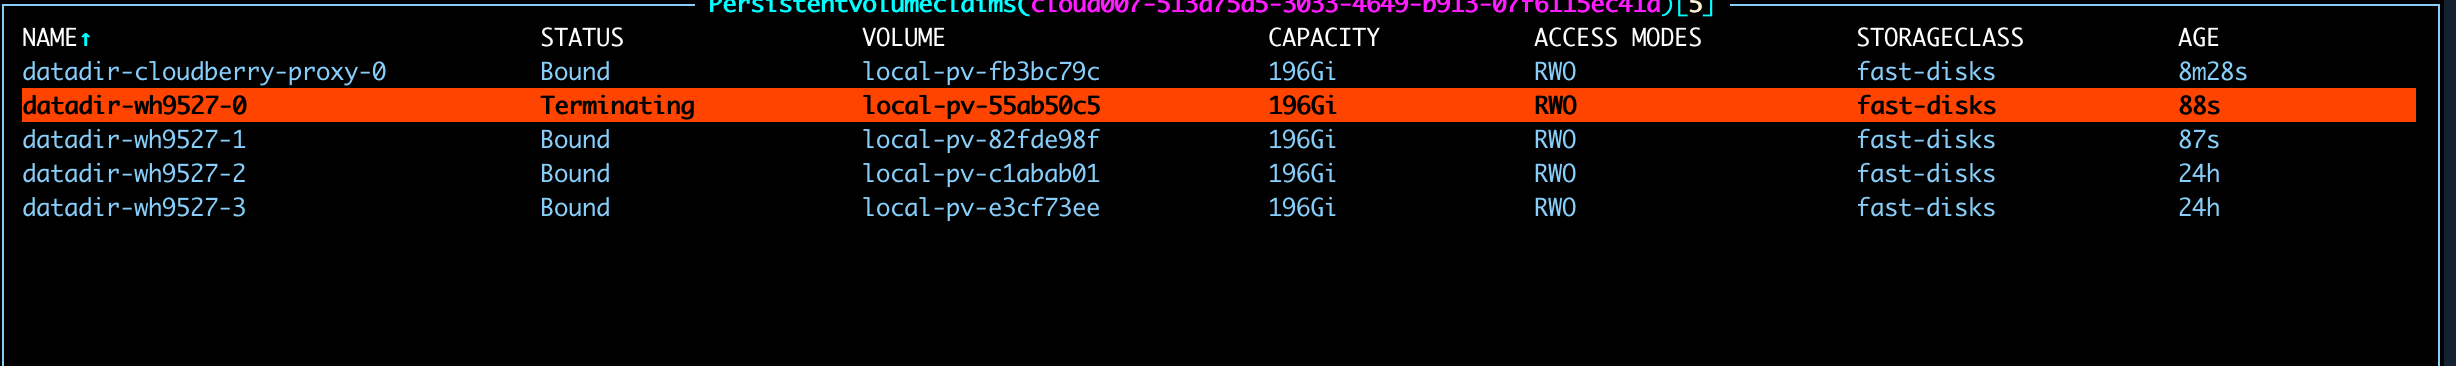 Persistentvolumeclaims(cloud007-513d75d5-3033-4649-b913-07f6115ec41d)[5]
NAME↑ STATUS VOLUME CAPACITY ACCESS MODES STORAGECLASS AGE
datadir-cloudberry-proxy-0 Bound local-pv-fb3bc79c 196Gi RWO fast-disks 8m28s
datadir-wh9527-0 Terminating local-pv-55ab50c5 196Gi RWO fast-disks 88s
datadir-wh9527-1 Bound local-pv-82fde98f 196Gi RWO fast-disks 87s
datadir-wh9527-2 Bound local-pv-c1abab01 196Gi RWO fast-disks 24h
datadir-wh9527-3 Bound local-pv-e3cf73ee 196Gi RWO fast-disks 24h